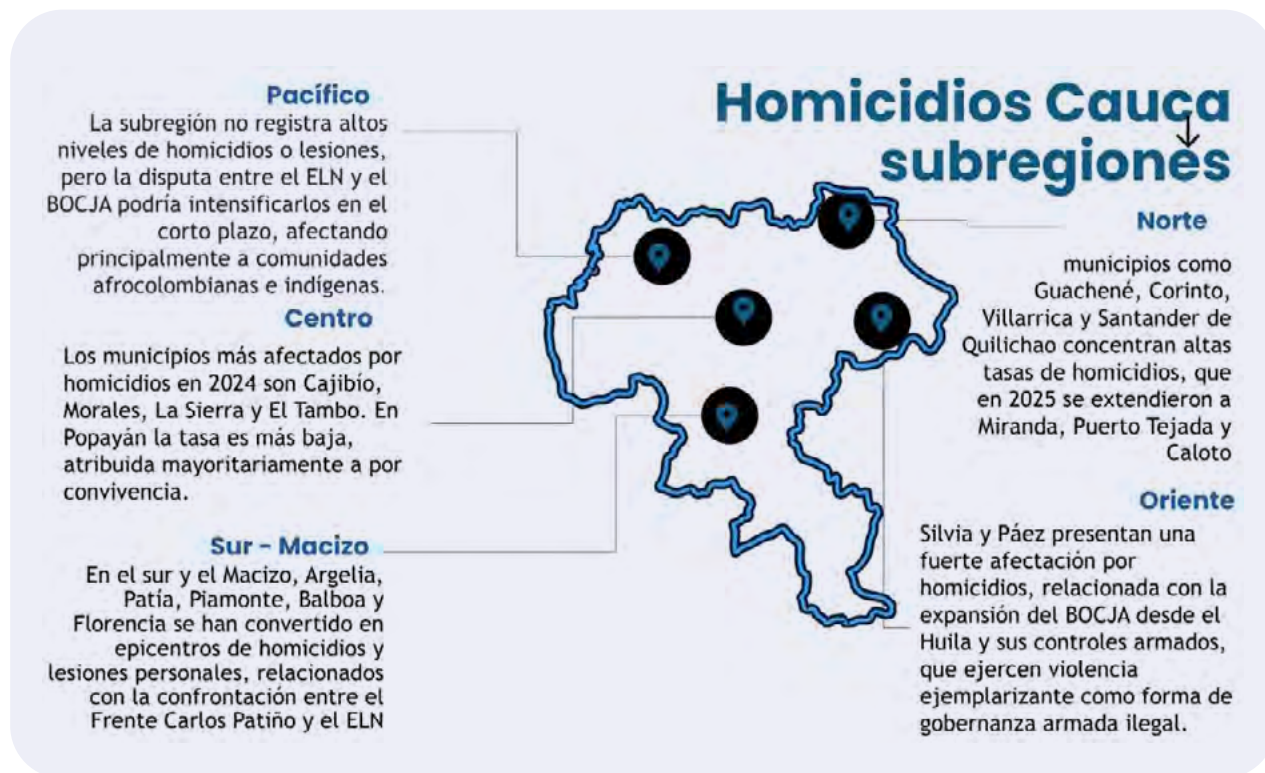 Homicidios Cauca
subregiones
Pacífico
La subregión no registra altos
niveles de homicidios o lesiones,
pero la disputa entre el ELN y el
BOCJA podría intensificarlos en el
corto plazo, afectando
principalmente a comunidades
afrocolombianas e indígenas.
Centro
Los municipios más afectados por
homicidios en 2024 son Cajibío,
Morales, La Sierra y El Tambo. En
Popayán la tasa es más baja,
atribuida mayoritariamente a por
convivencia.
Sur - Macizo
En el sur y el Macizo, Argelia,
Patía, Piamonte, Balboa y
Florencia se han convertido en
epicentros de homicidios y
lesiones personales, relacionados
con la confrontación entre el
Frente Carlos Patiño y el ELN
Norte
municipios como
Guachené, Corinto,
Villarrica y Santander de
Quilichao concentran altas
tasas de homicidios, que
en 2025 se extendieron a
Miranda, Puerto Tejada y
Caloto
Oriente
Silvia y Páez presentan una
fuerte afectación por
homicidios, relacionada con la
expansión del BOCJA desde el
Huila y sus controles armados,
que ejercen violencia
ejemplarizante como forma de
gobernanza armada ilegal.